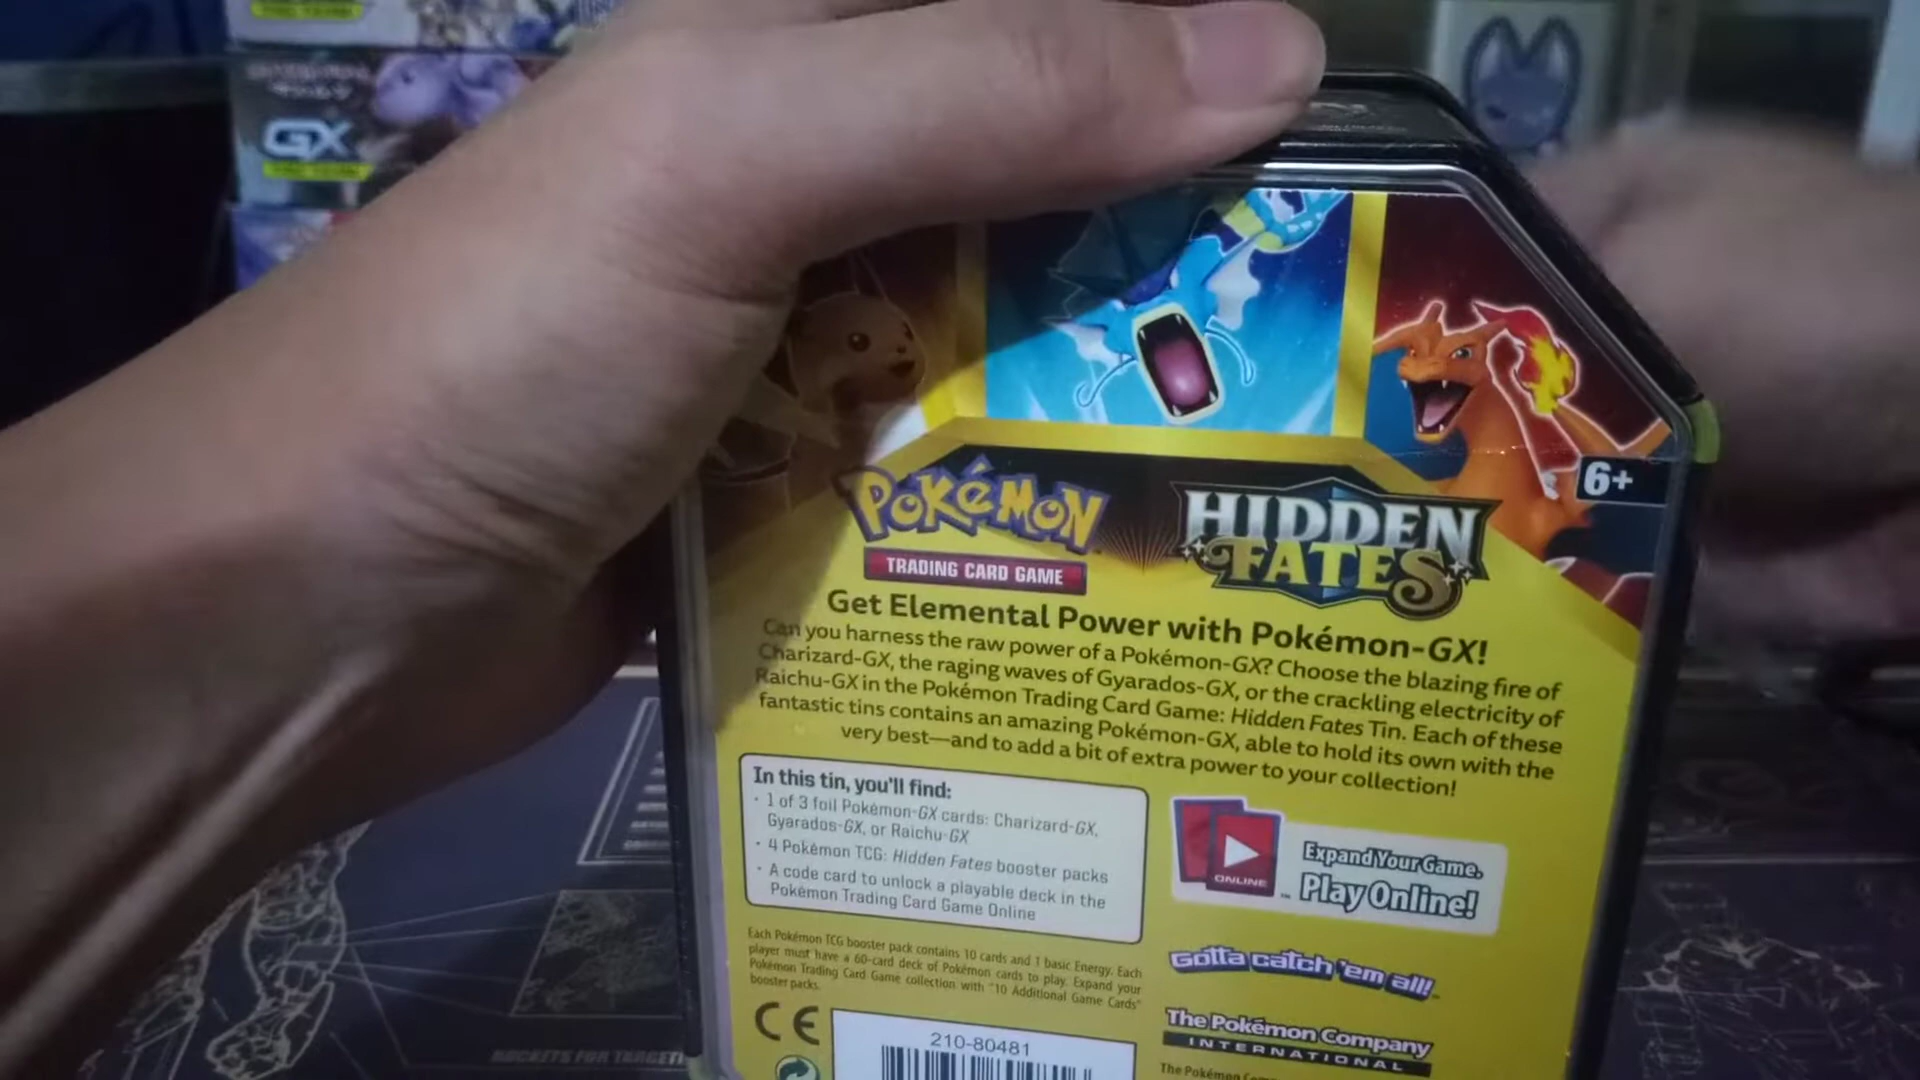 GX
6+
POKéMON
TRADING CARD GAME
HIDDEN
FATES
Get Elemental Power with Pokémon-GX!
Can you harness the raw power of a Pokémon-GX? Choose the blazing fire of
Charizard-GX, the raging waves of Gyarados-GX, or the crackling electricity of
Raichu-GX in the Pokémon Trading Card Game: Hidden Fates Tin. Each of these
fantastic tins contains an amazing Pokémon-GX, able to hold its own with the
very best—and to add a bit of extra power to your collection!
In this tin, you'll find:
• 1 of 3 foil Pokémon-GX cards: Charizard-GX,
Gyarados-GX, or Raichu-GX
• 4 Pokémon TCG: Hidden Fates booster packs
• A code card to unlock a playable deck in the
Pokémon Trading Card Game Online
ONLINE
Expand Your Game.
Play Online!
Each Pokémon TCG booster pack contains 10 cards and 1 basic Energy. Each
player must have a 60-card deck of Pokémon cards to play. Expand your
Pokémon Trading Card Game collection with "10 Additional Game Cards"
booster packs.
Gotta catch 'em all!™
The Pokémon Company
INTERNATIONAL
The Pokémon
CE
210-80481
ROCKETS FOR TARGETI